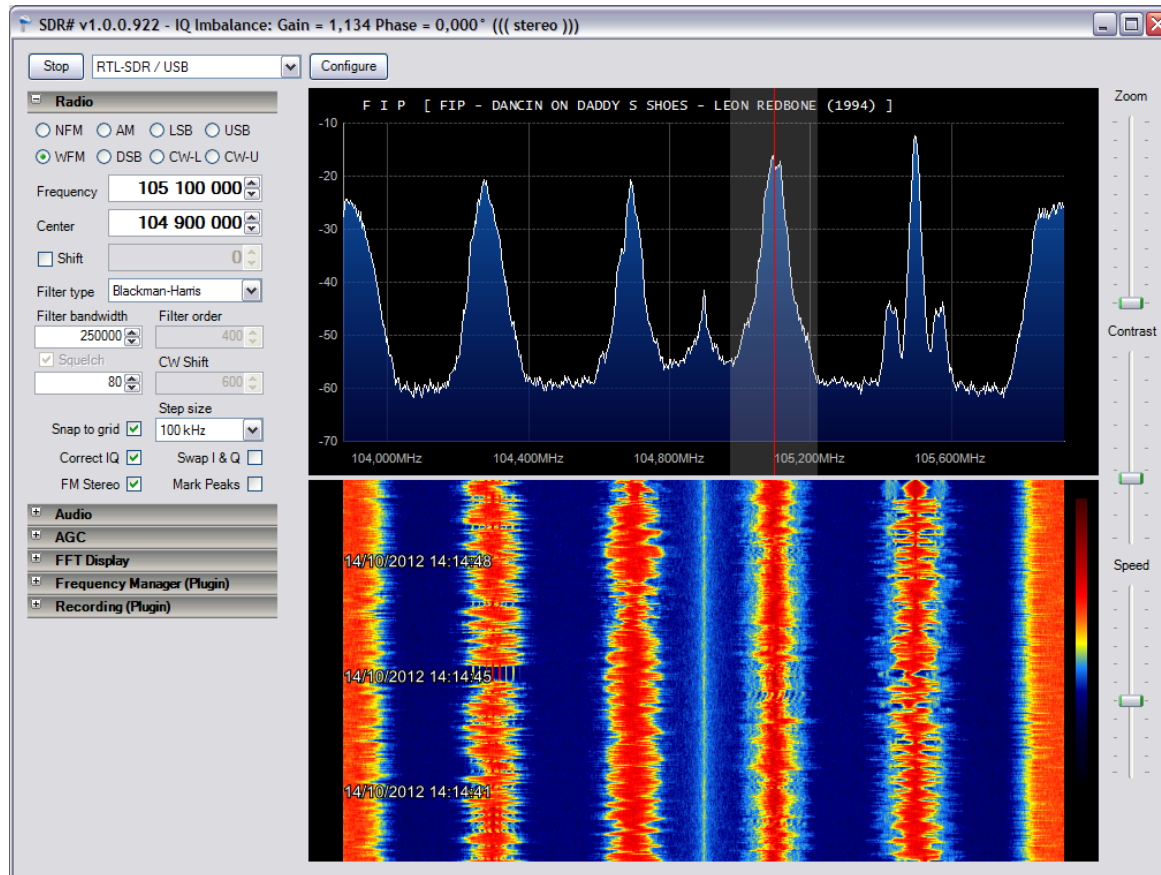 SDR# v1.0.0.922 - IQ Imbalance: Gain = 1,134 Phase = 0,000° ((( stereo )))
Stop RTL-SDR / USB Configure
Radio
NFM AM LSB USB
WFM DSB CW-L CW-U
Frequency 105 100 000
Center 104 900 000
Shift 0
Filter type Blackman-Harris
Filter bandwidth Filter order
250000 400
Squelch CW Shift
80 600
Step size
Snap to grid 100 kHz
Correct IQ Swap I & Q
FM Stereo Mark Peaks
Audio
AGC
FFT Display
Frequency Manager (Plugin)
Recording (Plugin)
F I P [ FIP - DANCIN ON DADDY S SHOES - LEON REDBONE (1994) ]
-10
-20
-30
-40
-50
-60
-70
104,000MHz 104,400MHz 104,800MHz 105,200MHz 105,600MHz
14/10/2012 14:14:48
14/10/2012 14:14:45
14/10/2012 14:14:41
Zoom
Contrast
Speed